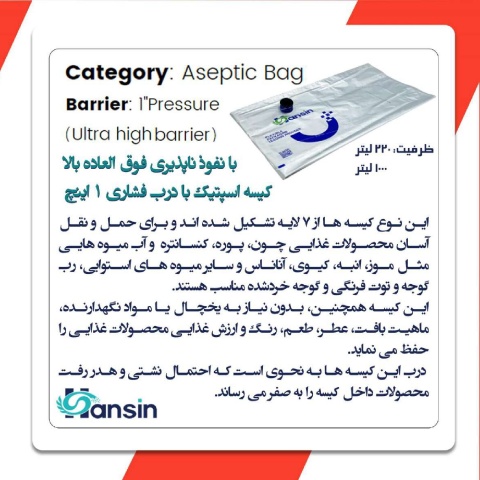 Category: Aseptic Bag
Barrier: 1"Pressure
(Ultra high barrier)
Hansin
ظرفیت: ۲۲۰ لیتر
۱۰۰۰ لیتر
با نفوذ ناپذیری فوق العاده بالا
کیسه اسپتیک با درب فشاری ۱ اینچ
این نوع کیسه ها از ۷ لایه تشکیل شده اند و برای حمل و نقل
آسان محصولات غذایی چون، پوره، کنسانتره و آب میوه هایی
مثل موز، انبه، کیوی، آناناس و سایر میوه های استوایی، رب
گوجه و توت فرنگی و گوجه خردشده مناسب هستند.
این کیسه همچنین، بدون نیاز به یخچال یا مواد نگهدارنده،
ماهیت بافت، عطر، طعم، رنگ و ارزش غذایی محصولات غذایی را
حفظ می نماید.
درب این کیسه ها به نحوی است که احتمال نشتی و هدر رفت
محصولات داخل کیسه را به صفر می رساند.
Hansin